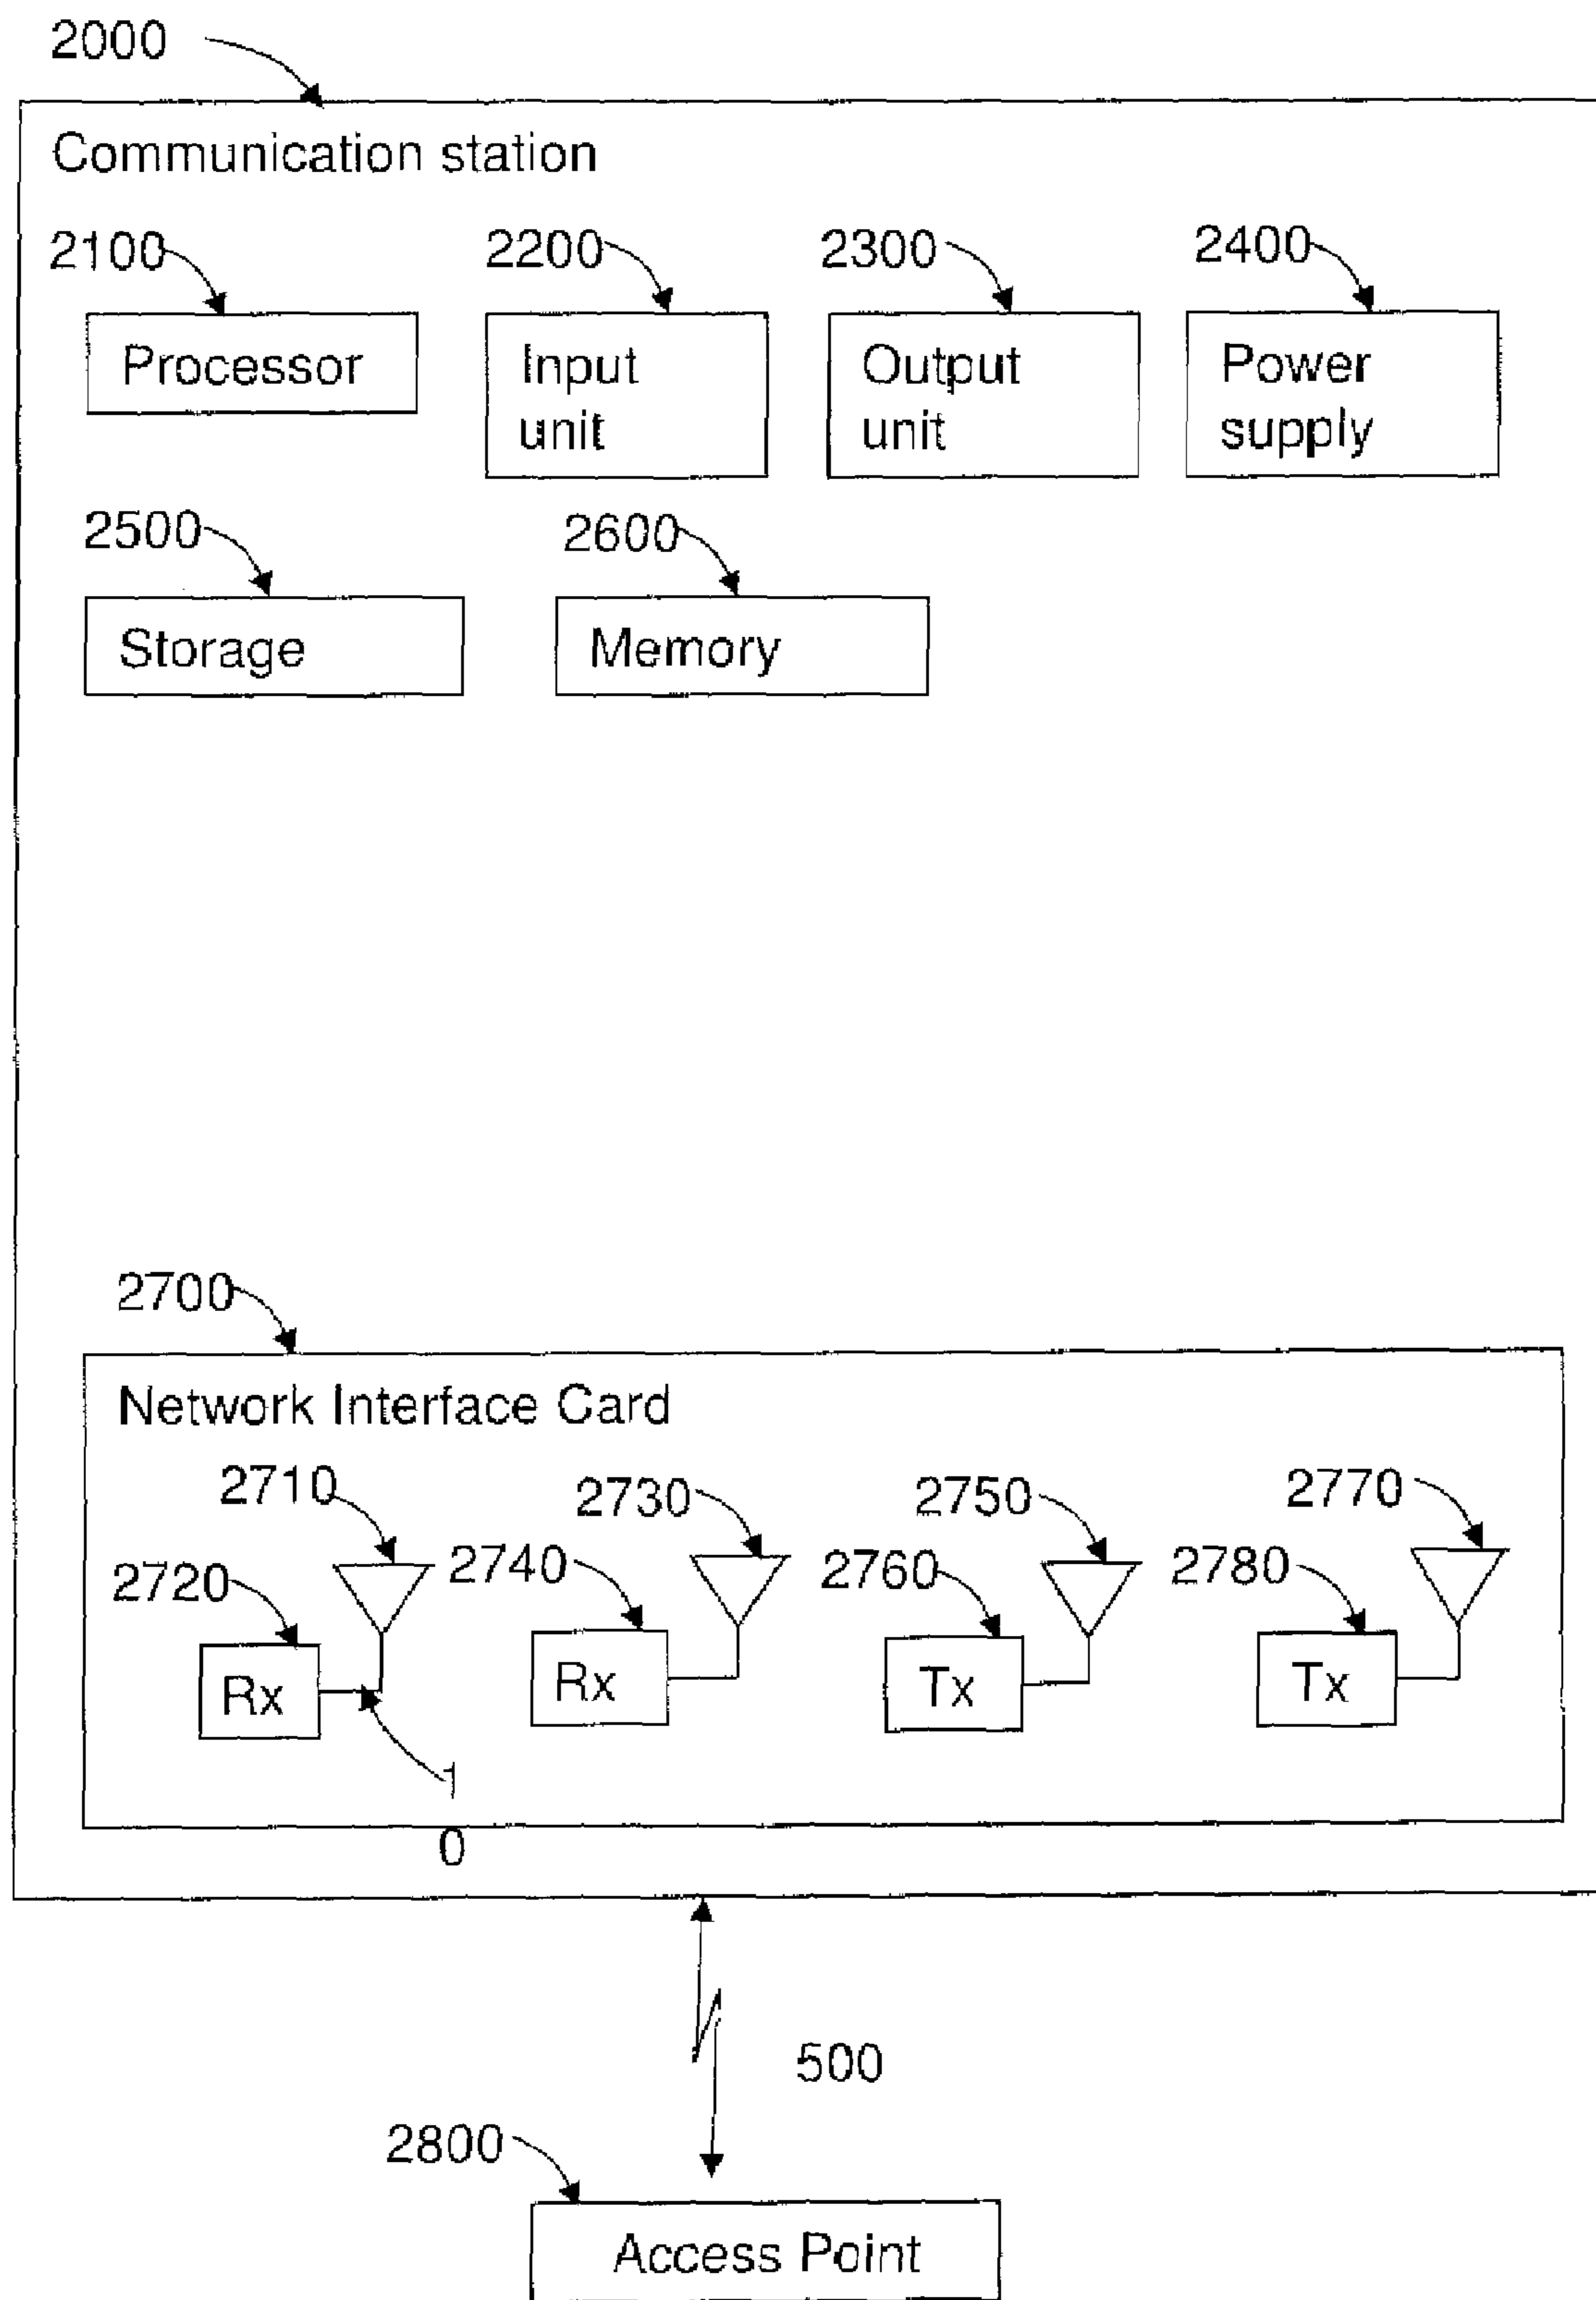 2000
Communication station
2100 2200 2300 2400
Processor
Input
unit
Output
unit
Power
supply
2500 2600
Storage
Memory
2700
Network Interface Card
2710 2730 2750 2770
2720 2740 2760 2780
Rx Rx Tx Tx
1
0
500
2800
Access Point